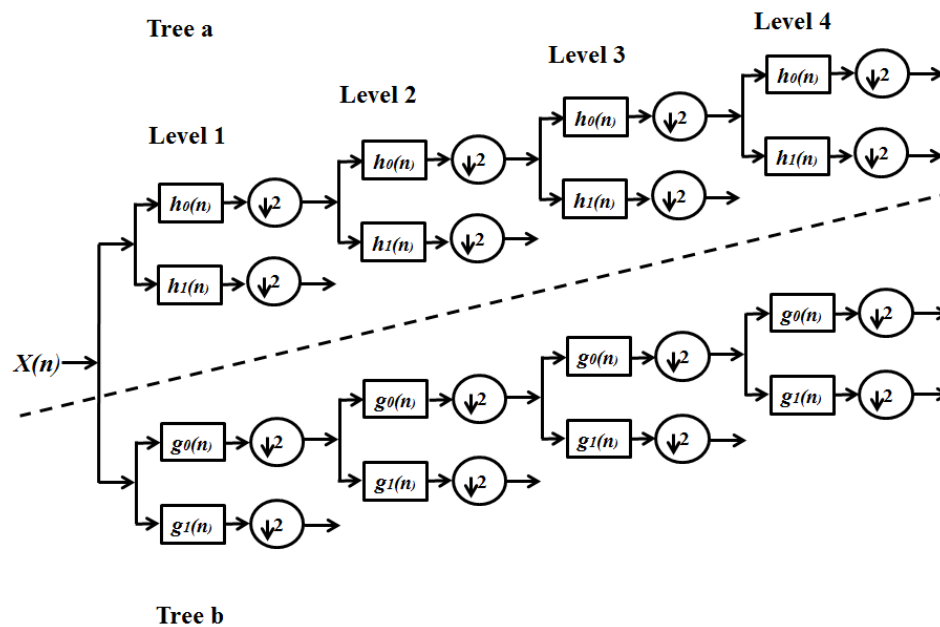 Tree a
Level 1
Level 2
Level 3
Level 4
h0(n) ↓2 h0(n) ↓2 h0(n) ↓2 h0(n) ↓2
h1(n) ↓2 h1(n) ↓2 h1(n) ↓2 h1(n) ↓2
X(n)
g0(n) ↓2 g0(n) ↓2 g0(n) ↓2 g0(n) ↓2
g1(n) ↓2 g1(n) ↓2 g1(n) ↓2 g1(n) ↓2
Tree b